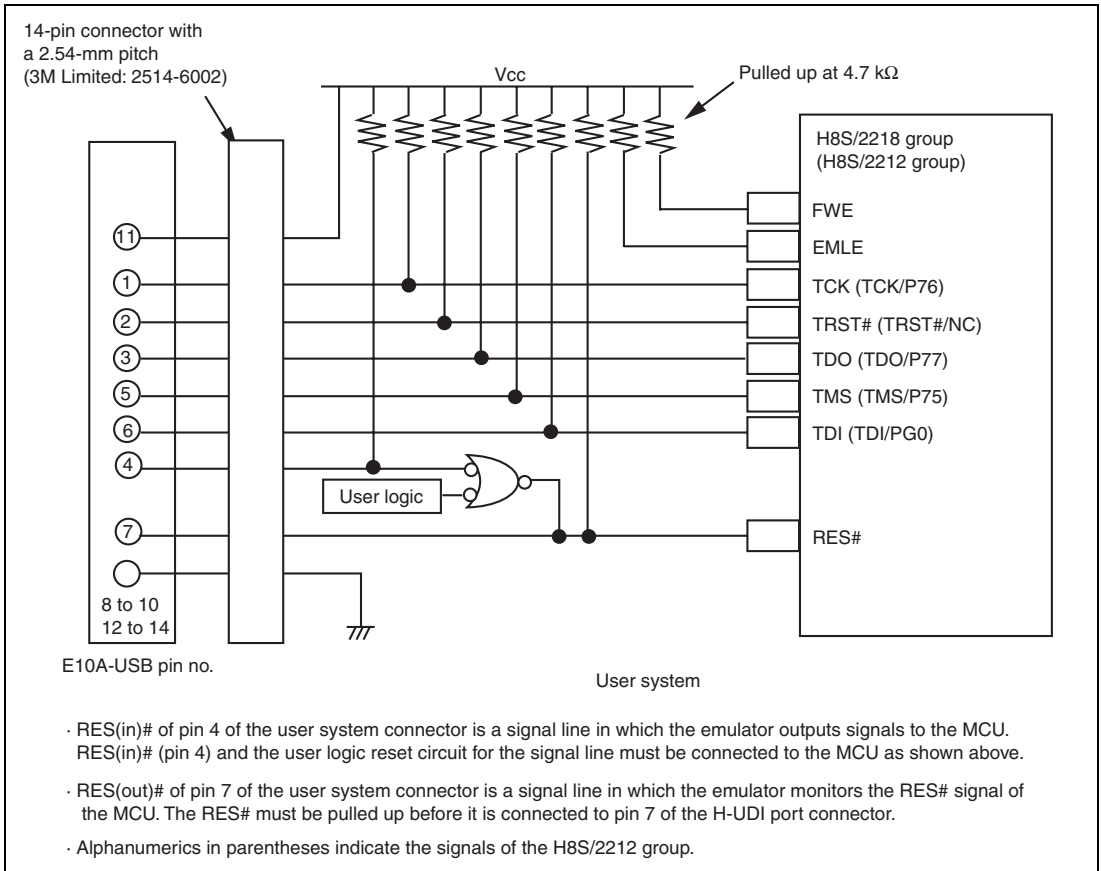 14-pin connector with
a 2.54-mm pitch
(3M Limited: 2514-6002)
Vcc
Pulled up at 4.7 kΩ
H8S/2218 group
(H8S/2212 group)
FWE
11
EMLE
1
TCK (TCK/P76)
2
TRST# (TRST#/NC)
3
TDO (TDO/P77)
5
TMS (TMS/P75)
6
TDI (TDI/PG0)
4
User logic
7
RES#
8 to 10
12 to 14
E10A-USB pin no.
User system
· RES(in)# of pin 4 of the user system connector is a signal line in which the emulator outputs signals to the MCU.
RES(in)# (pin 4) and the user logic reset circuit for the signal line must be connected to the MCU as shown above.
· RES(out)# of pin 7 of the user system connector is a signal line in which the emulator monitors the RES# signal of
the MCU. The RES# must be pulled up before it is connected to pin 7 of the H-UDI port connector.
· Alphanumerics in parentheses indicate the signals of the H8S/2212 group.